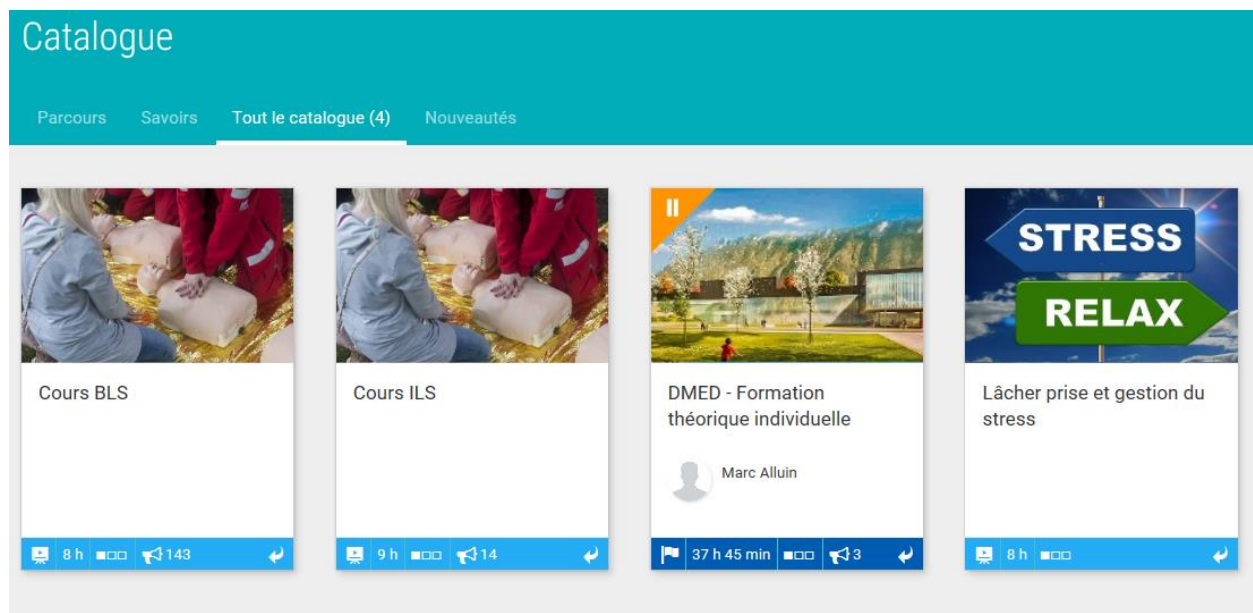 Catalogue
Parcours Savoirs Tout le catalogue (4) Nouveautés
STRESS
RELAX
Cours BLS
Cours ILS
DMED - Formation
théorique individuelle
Marc Alluin
Lâcher prise et gestion du
stress
8 h 143
9 h 14
37 h 45 min 3
8 h